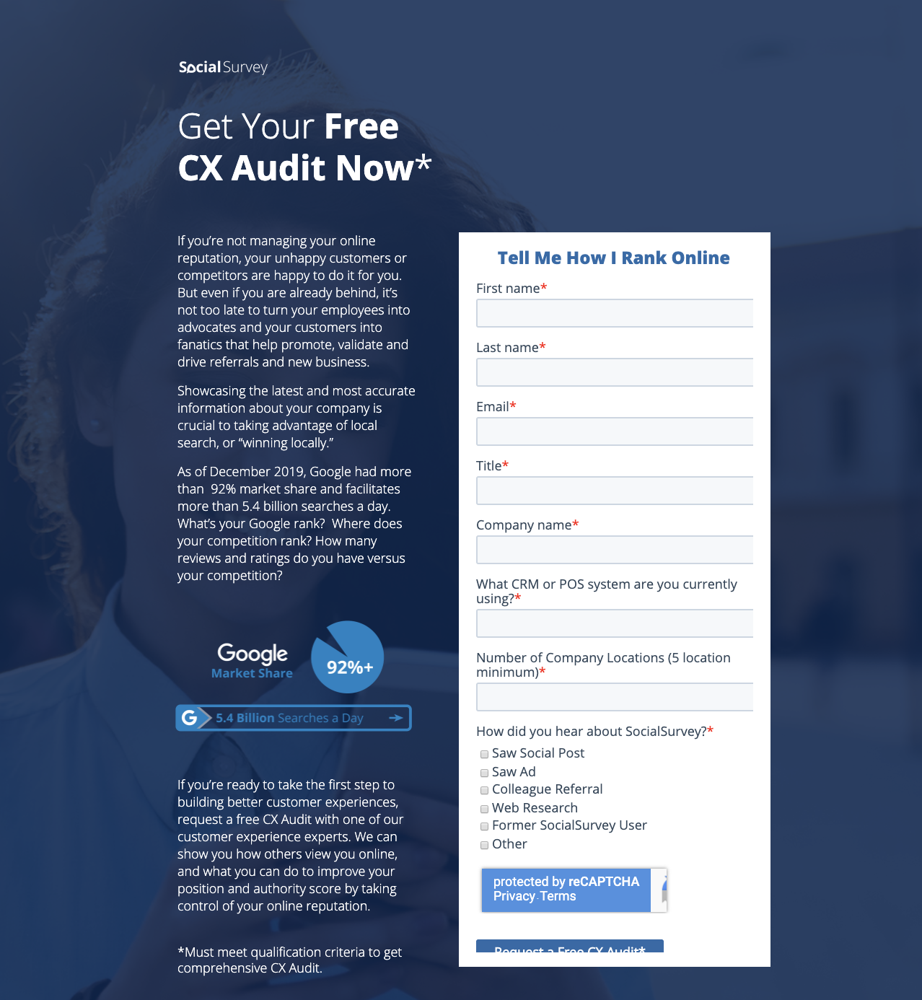 SocialSurvey
Get Your Free
CX Audit Now*
If you're not managing your online
reputation, your unhappy customers or
competitors are happy to do it for you.
But even if you are already behind, it's
not too late to turn your employees into
advocates and your customers into
fanatics that help promote, validate and
drive referrals and new business.
Showcasing the latest and most accurate
information about your company is
crucial to taking advantage of local
search, or “winning locally.”
As of December 2019, Google had more
than  92% market share and facilitates
more than 5.4 billion searches a day.
What's your Google rank?  Where does
your competition rank? How many
reviews and ratings do you have versus
your competition?
Google
Market Share
92%+
G 5.4 Billion Searches a Day
If you're ready to take the first step to
building better customer experiences,
request a free CX Audit with one of our
customer experience experts. We can
show you how others view you online,
and what you can do to improve your
position and authority score by taking
control of your online reputation.
*Must meet qualification criteria to get
comprehensive CX Audit.
Tell Me How I Rank Online
First name*
Last name*
Email*
Title*
Company name*
What CRM or POS system are you currently
using?*
Number of Company Locations (5 location
minimum)*
How did you hear about SocialSurvey?*
Saw Social Post
Saw Ad
Colleague Referral
Web Research
Former SocialSurvey User
Other
protected by reCAPTCHA
Privacy - Terms
Request a Free CX Audit*